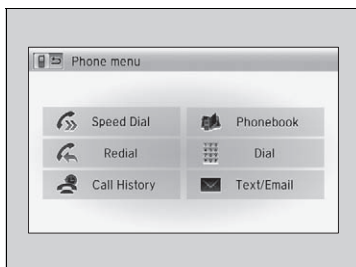 Phone menu
Speed Dial
Phonebook
Redial
Dial
Call History
Text/Email